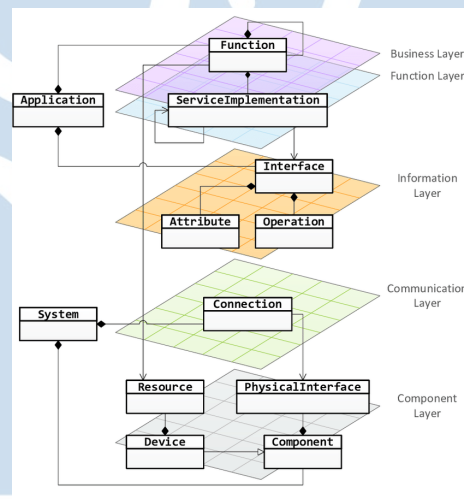 Function
Business Layer
Function Layer
Application
ServiceImplementation
Interface
Information
Layer
Attribute
Operation
Communication
Layer
Connection
System
Resource
PhysicalInterface
Component
Layer
Device
Component